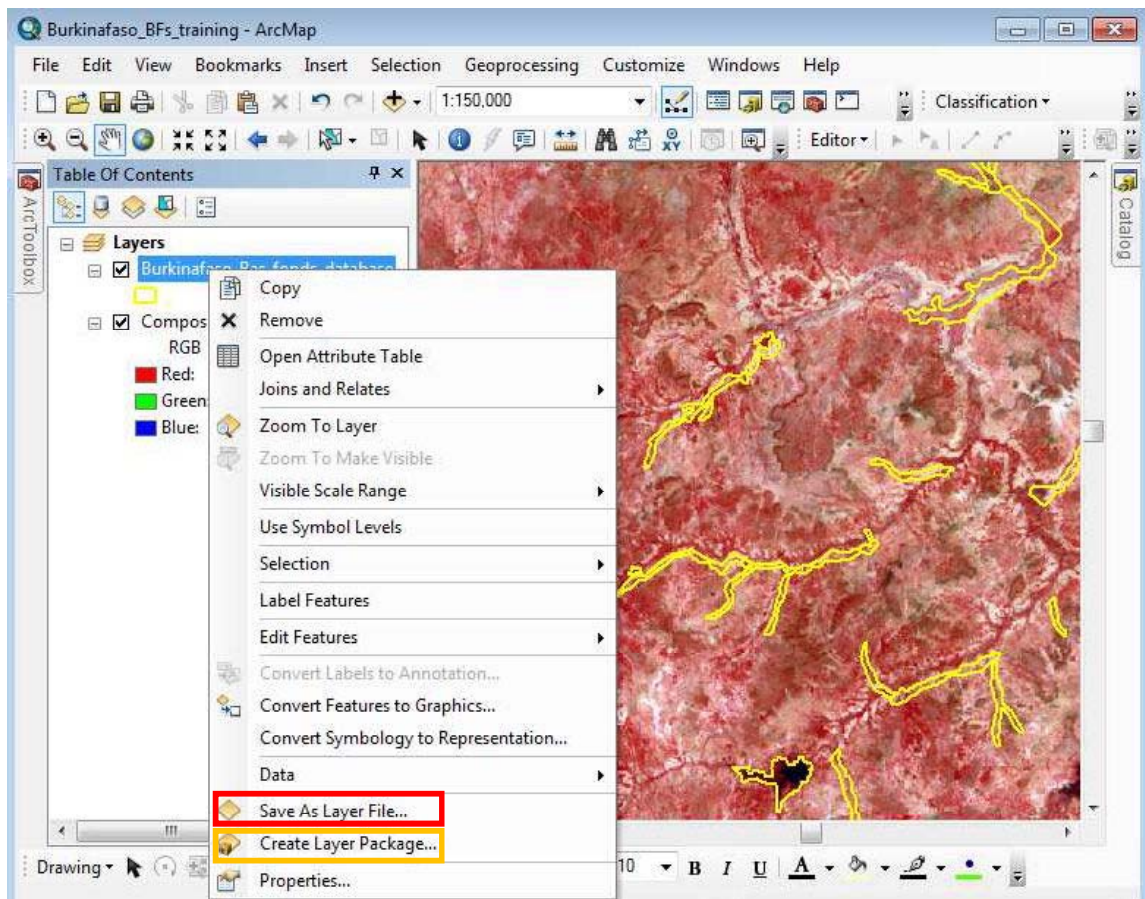 Burkinafaso_BFs_training - ArcMap
File Edit View Bookmarks Insert Selection Geoprocessing Customize Windows Help
1:150,000 Classification
Editor
ArcToolbox
Table Of Contents
Catalog
Layers
Burkinafaso_Bas_fonds_database
Compos
RGB
Red:
Green:
Blue:
Copy
Remove
Open Attribute Table
Joins and Relates
Zoom To Layer
Zoom To Make Visible
Visible Scale Range
Use Symbol Levels
Selection
Label Features
Edit Features
Convert Labels to Annotation...
Convert Features to Graphics...
Convert Symbology to Representation...
Data
Save As Layer File...
Create Layer Package...
Properties...
Drawing 10 B I U A